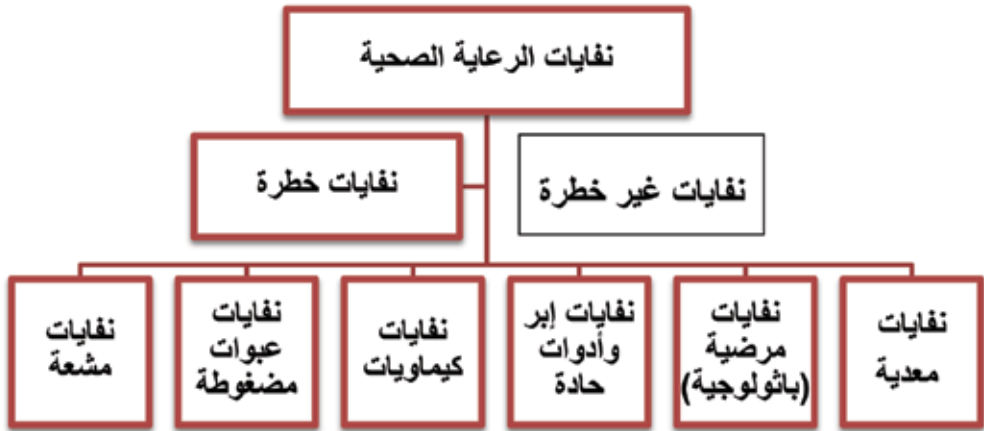 نفايات الرعاية الصحية
نفايات غير خطرة
نفايات خطرة
نفايات
معدية
نفايات
مرضية
(باثولوجية)
نفايات إبر
وأدوات
حادة
نفايات
كيماويات
نفايات
عبوات
مضغوطة
نفايات
مشعة